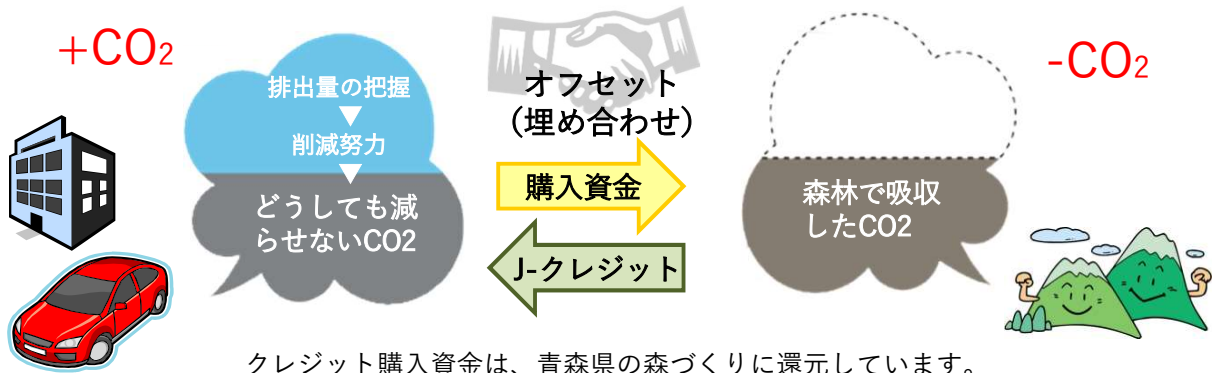 +CO2
排出量の把握
▼
削減努力
▼
どうしても減
らせないCO2
オフセット
(埋め合わせ)
購入資金
J-クレジット
-CO2
森林で吸収
したCO2
クレジット購入資金は、青森県の森づくりに還元しています。